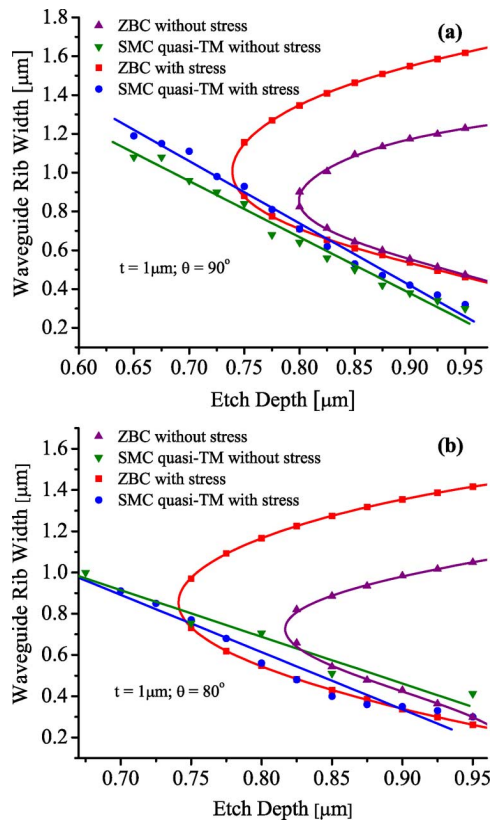 (a)
ZBC without stress
SMC quasi-TM without stress
ZBC with stress
SMC quasi-TM with stress
t = 1μm; θ = 90°
Waveguide Rib Width [μm]
1.8
1.6
1.4
1.2
1.0
0.8
0.6
0.4
0.2
0.60 0.65 0.70 0.75 0.80 0.85 0.90 0.95
Etch Depth [μm]
(b)
ZBC without stress
SMC quasi-TM without stress
ZBC with stress
SMC quasi-TM with stress
t = 1μm; θ = 80°
Waveguide Rib Width [μm]
1.6
1.4
1.2
1.0
0.8
0.6
0.4
0.2
0.70 0.75 0.80 0.85 0.90 0.95
Etch Depth [μm]